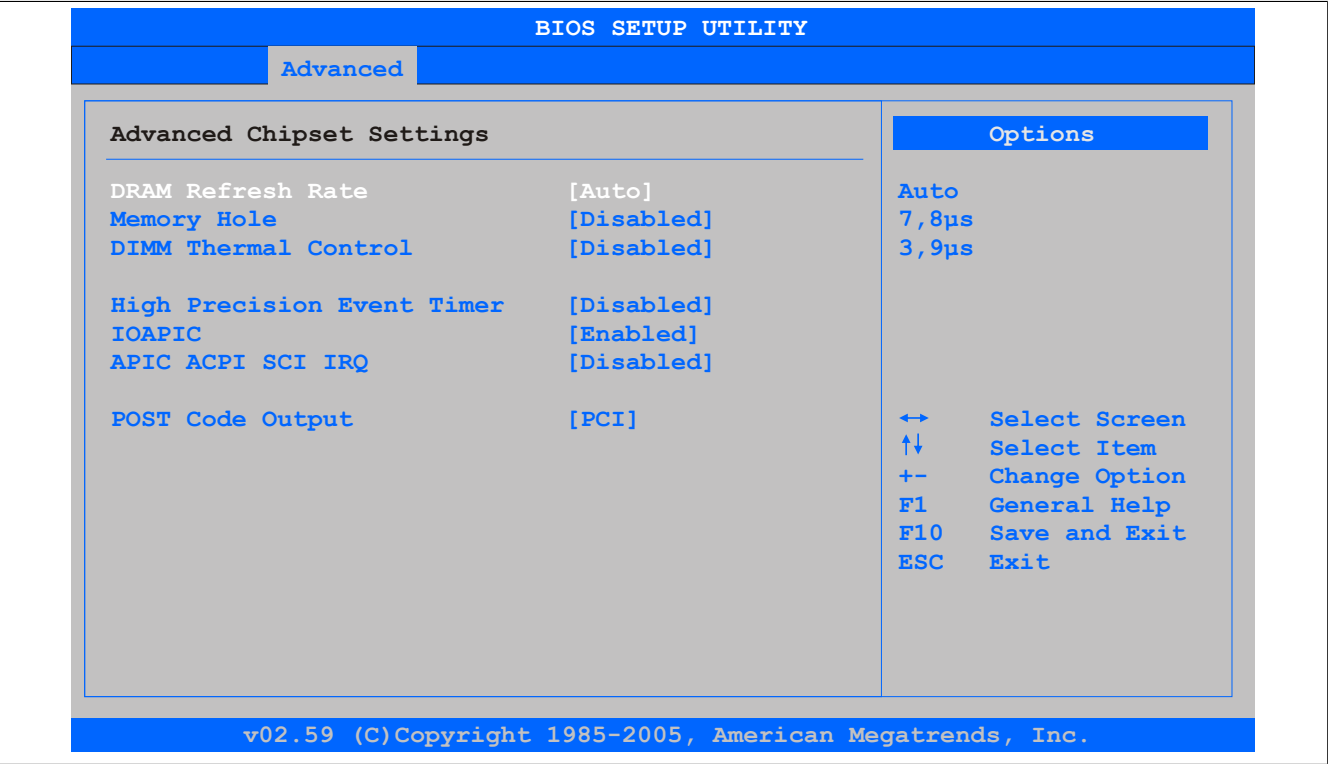 BIOS SETUP UTILITY
Advanced
Advanced Chipset Settings
DRAM Refresh Rate [Auto]
Memory Hole [Disabled]
DIMM Thermal Control [Disabled]
High Precision Event Timer [Disabled]
IOAPIC [Enabled]
APIC ACPI SCI IRQ [Disabled]
POST Code Output [PCI]
Options
Auto
7,8µs
3,9µs
↔ Select Screen
↑↓ Select Item
+- Change Option
F1 General Help
F10 Save and Exit
ESC Exit
v02.59 (C)Copyright 1985-2005, American Megatrends, Inc.